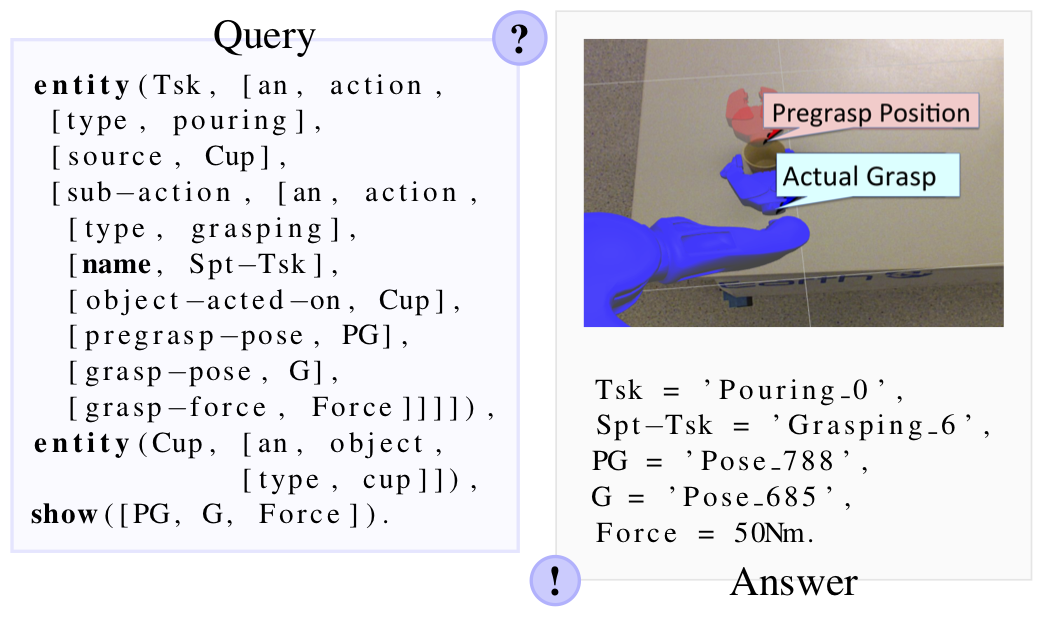 Query
?
entity(Tsk, [an, action,
[type, pouring],
[source, Cup],
[sub−action, [an, action,
[type, grasping],
[name, Spt−Tsk],
[object−acted−on, Cup],
[pregrasp−pose, PG],
[grasp−pose, G],
[grasp−force, Force]]]]),
entity(Cup, [an, object,
[type, cup]]),
show([PG, G, Force]).
Pregrasp Position
Actual Grasp
Tsk = 'Pouring_0',
Spt−Tsk = 'Grasping_6',
PG = 'Pose_788',
G = 'Pose_685',
Force = 50Nm.
!
Answer